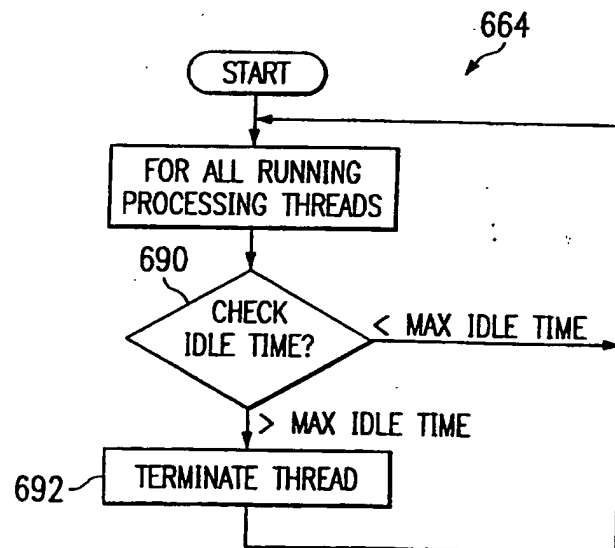 664
START
FOR ALL RUNNING
PROCESSING THREADS
690
CHECK
IDLE TIME?
< MAX IDLE TIME
> MAX IDLE TIME
692
TERMINATE THREAD